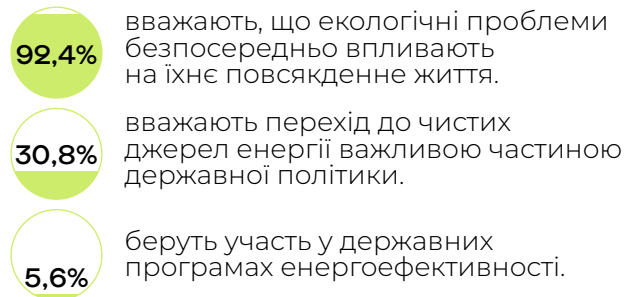 92,4%
вважають, що екологічні проблеми
безпосередньо впливають
на їхнє повсякденне життя.
30,8%
вважають перехід до чистих
джерел енергії важливою частиною
державної політики.
5,6%
беруть участь у державних
програмах енергоефективності.